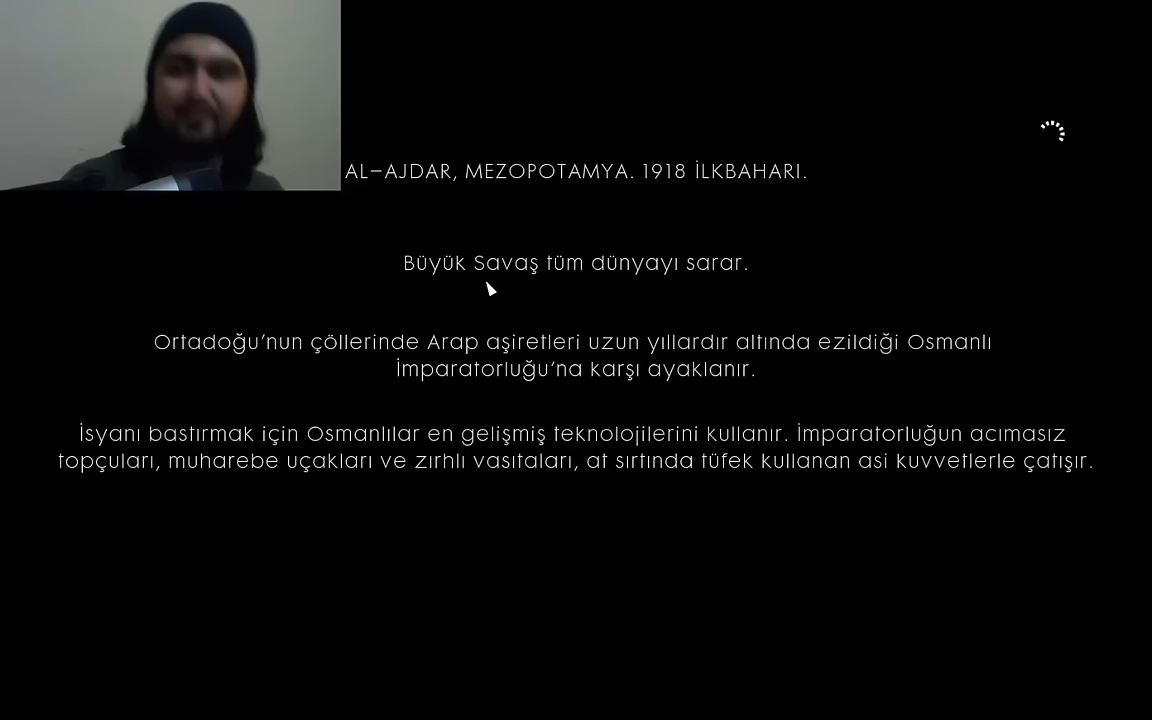 AL-AJDAR, MEZOPOTAMYA. 1918 İLKBAHARI.
Büyük Savaş tüm dünyayı sarar.
Ortadoğu'nun çöllerinde Arap aşiretleri uzun yıllardır altında ezildiği Osmanlı
İmparatorluğu'na karşı ayaklanır.
İsyanı bastırmak için Osmanlılar en gelişmiş teknolojilerini kullanır. İmparatorluğun acımasız
topçuları, muharebe uçakları ve zırhlı vasıtaları, at sırtında tüfek kullanan asi kuvvetlerle çatışır.